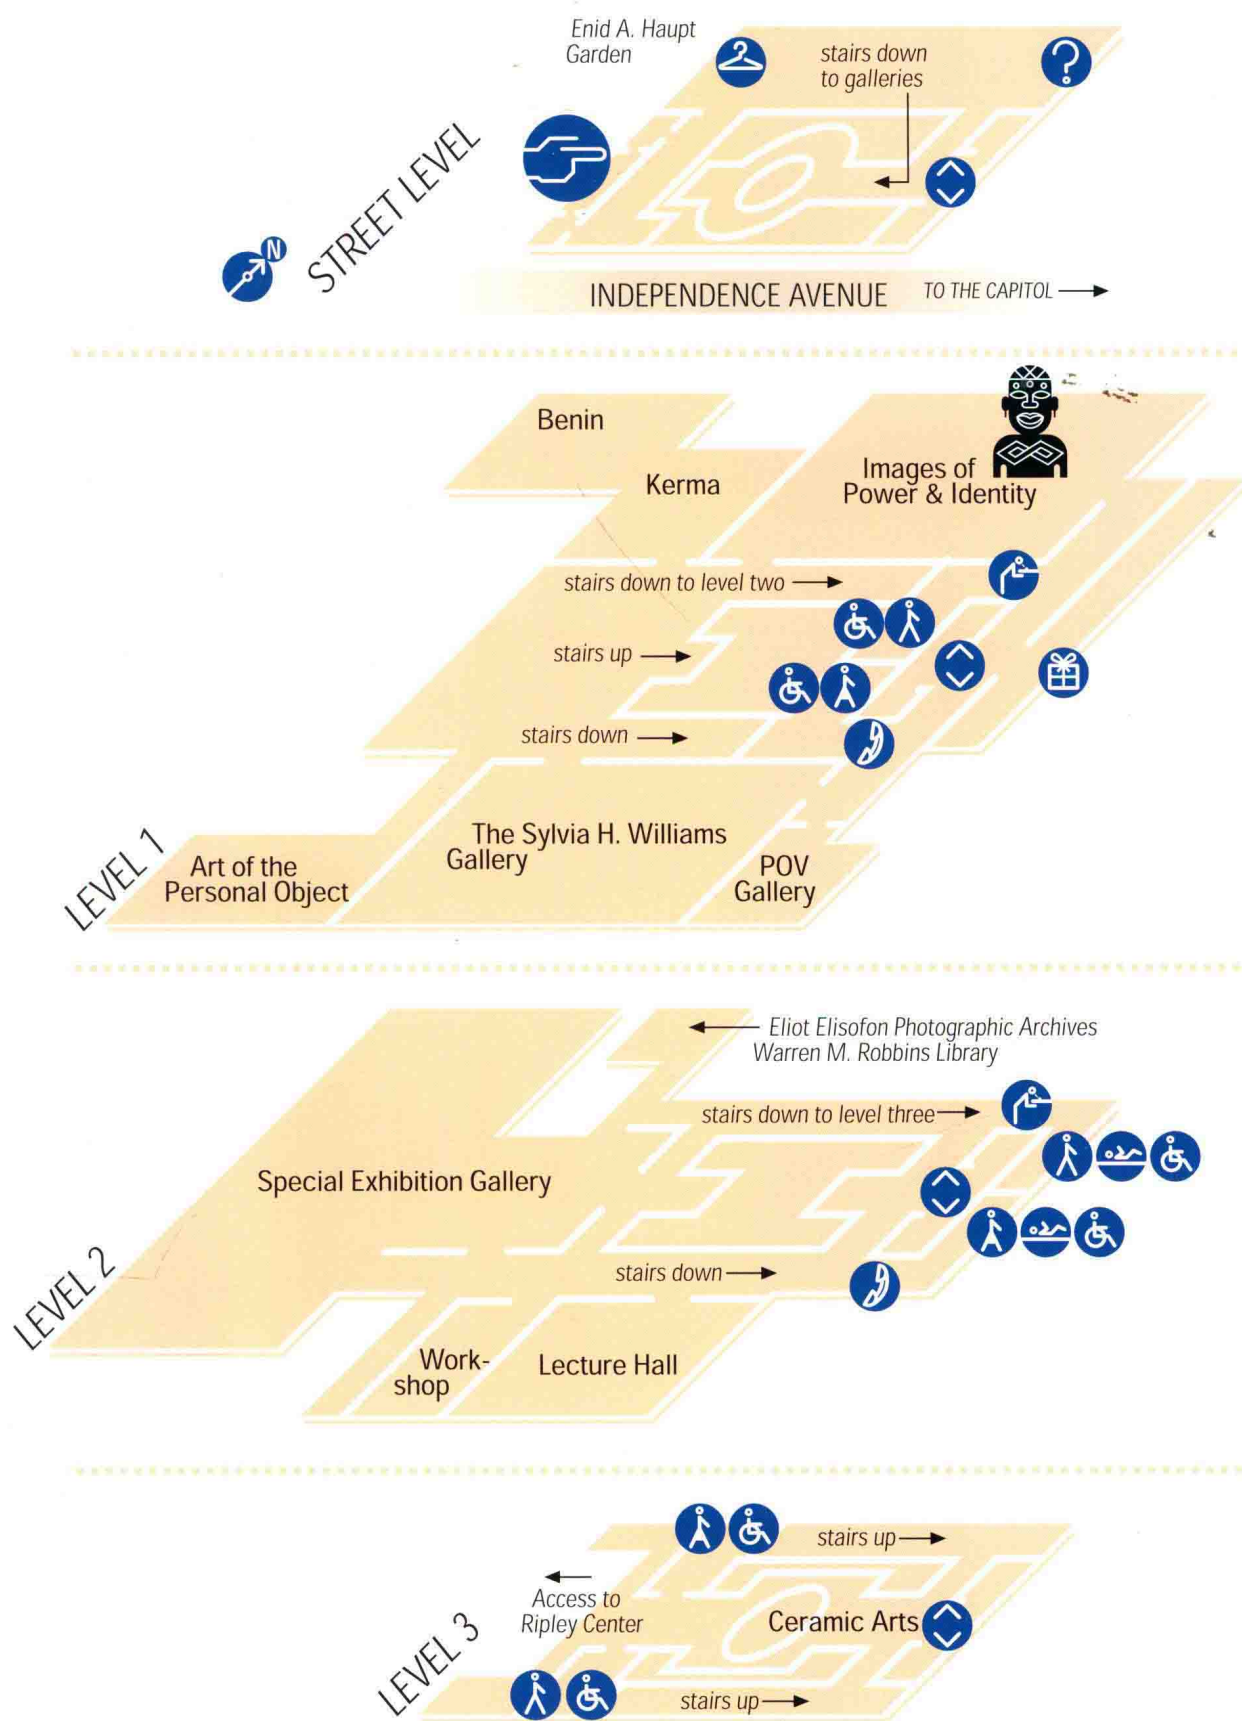 Enid A. Haupt
Garden
stairs down
to galleries
?
STREET LEVEL
N
INDEPENDENCE AVENUE
TO THE CAPITOL
Benin
Kerma
Images of
Power & Identity
stairs down to level two
stairs up
stairs down
The Sylvia H. Williams
Gallery
POV
Gallery
Art of the
Personal Object
LEVEL 1
Eliot Elisofon Photographic Archives
Warren M. Robbins Library
stairs down to level three
Special Exhibition Gallery
stairs down
LEVEL 2
Work-
shop
Lecture Hall
stairs up
Access to
Ripley Center
Ceramic Arts
LEVEL 3
stairs up